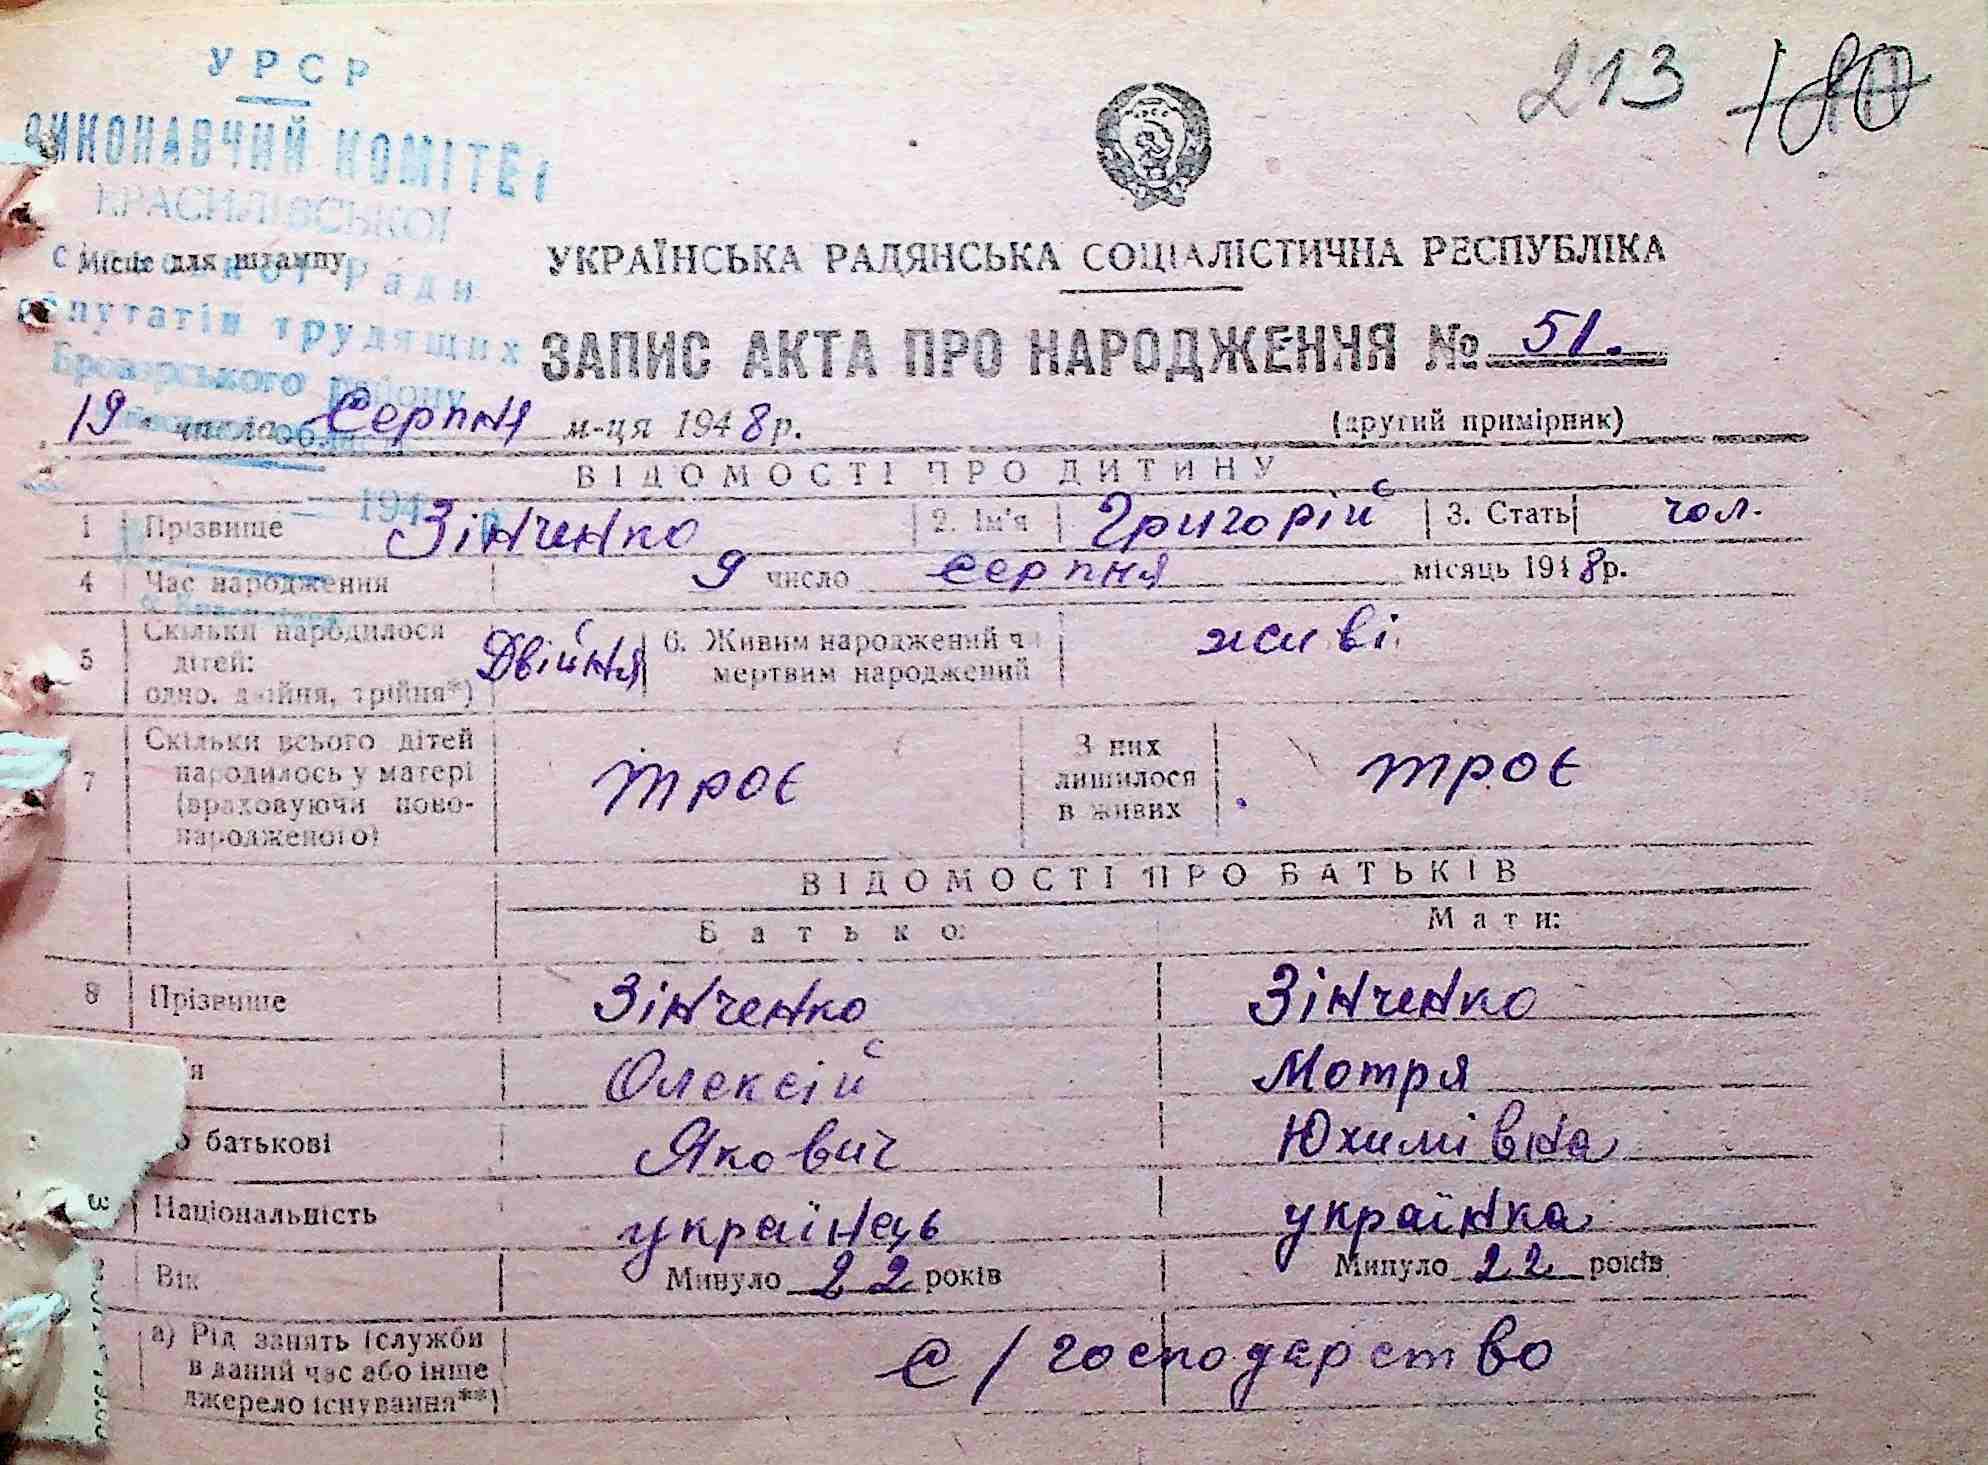 213 180
УРСР
ВИКОНАВЧИЙ КОМІТЕТ
КРАСИЛІВСЬКОЇ
Місце для штампу
Ради
депутатів трудящих
Броварського району
УКРАЇНСЬКА РАДЯНСЬКА СОЦІАЛІСТИЧНА РЕСПУБЛІКА
ЗАПИС АКТА ПРО НАРОДЖЕННЯ № 51.
19 числа Серпня м-ця 1948 р.
(другий примірник)
194
ВІДОМОСТІ ПРО ДИТИНУ
1 Прізвище Зінченко 2. Ім'я Григорій 3. Стать чол.
4 Час народження 9 число серпня місяць 1948 р.
5 Скільки народилося дітей: одно, двійня, трійня*) Двійня 6. Живим народжений чи мертвим народжений живі
7 Скільки всього дітей народилось у матері (враховуючи новонародженого) троє З них лишилося в живих троє
ВІДОМОСТІ ПРО БАТЬКІВ
Батько: Мати:
8 Прізвище Зінченко Зінченко
я Олексій Мотря
о батькові Якович Юхимівна
Національність українець українка
Вік Минуло 22 років Минуло 22 років
а) Рід занять (служби в даний час або інше джерело існування**) с/господарство